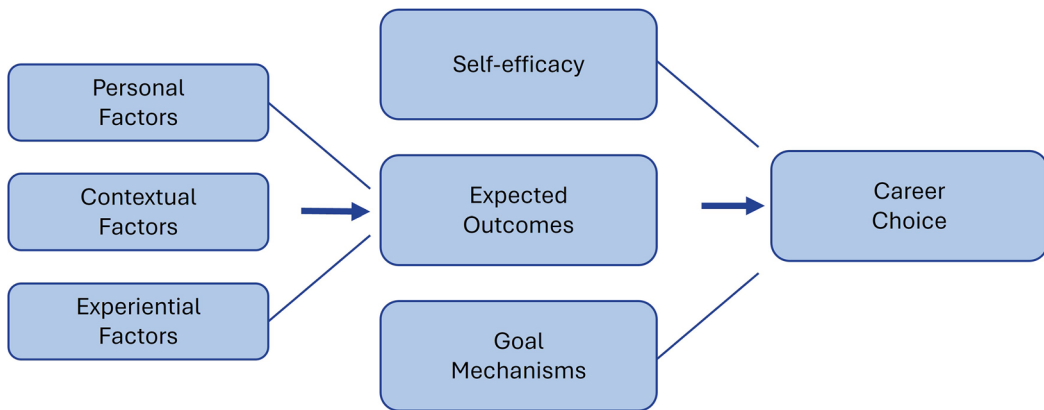 Personal
Factors
Contextual
Factors
Experiential
Factors
Self-efficacy
Expected
Outcomes
Goal
Mechanisms
Career
Choice